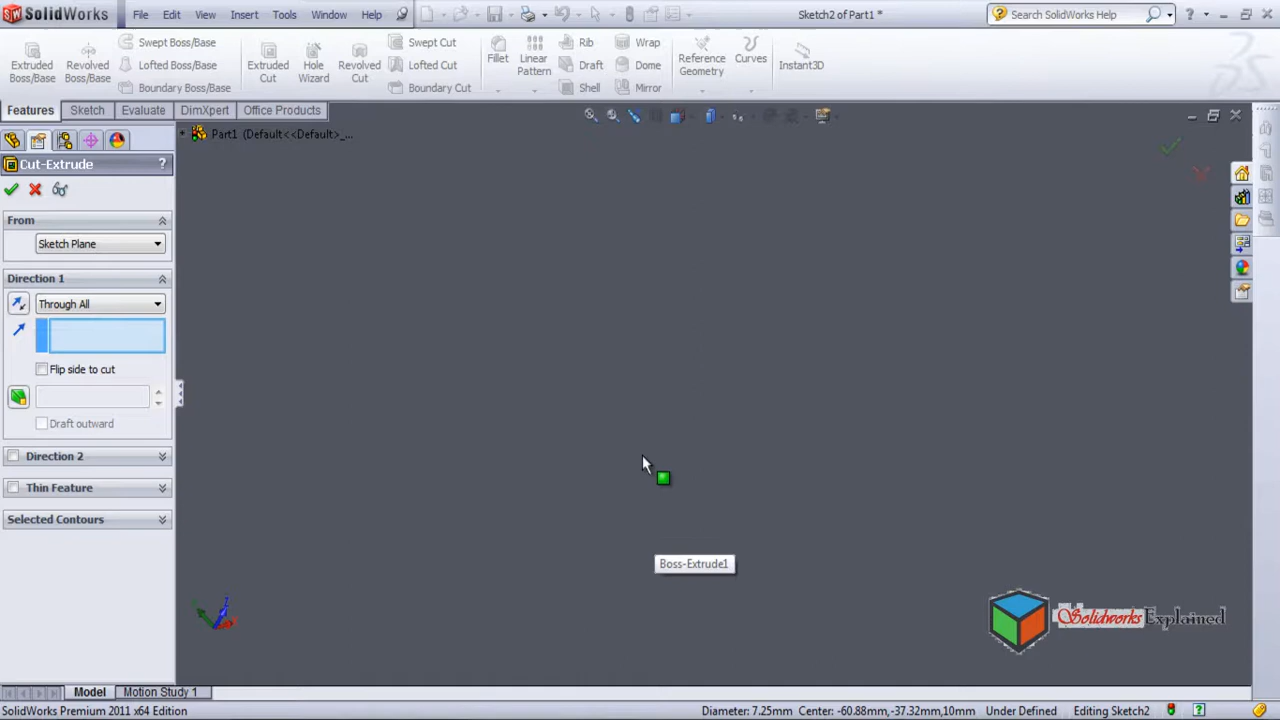 SolidWorks File Edit View Insert Tools Window Help Sketch2 of Part1 * Search SolidWorks Help
Extruded Boss/Base
Revolved Boss/Base
Swept Boss/Base
Lofted Boss/Base
Boundary Boss/Base
Extruded Cut
Hole Wizard
Revolved Cut
Swept Cut
Lofted Cut
Boundary Cut
Fillet
Linear Pattern
Rib
Draft
Shell
Wrap
Dome
Mirror
Reference Geometry
Curves
Instant3D
Features Sketch Evaluate DimXpert Office Products
Part1 (Default<<Default>_...
Cut-Extrude ?
From
Sketch Plane
Direction 1
Through All
Flip side to cut
Draft outward
Direction 2
Thin Feature
Selected Contours
Boss-Extrude1
Solidworks Explained
Model Motion Study 1
SolidWorks Premium 2011 x64 Edition Diameter: 7.25mm Center: -60.88mm,-37.32mm,10mm Under Defined Editing Sketch2